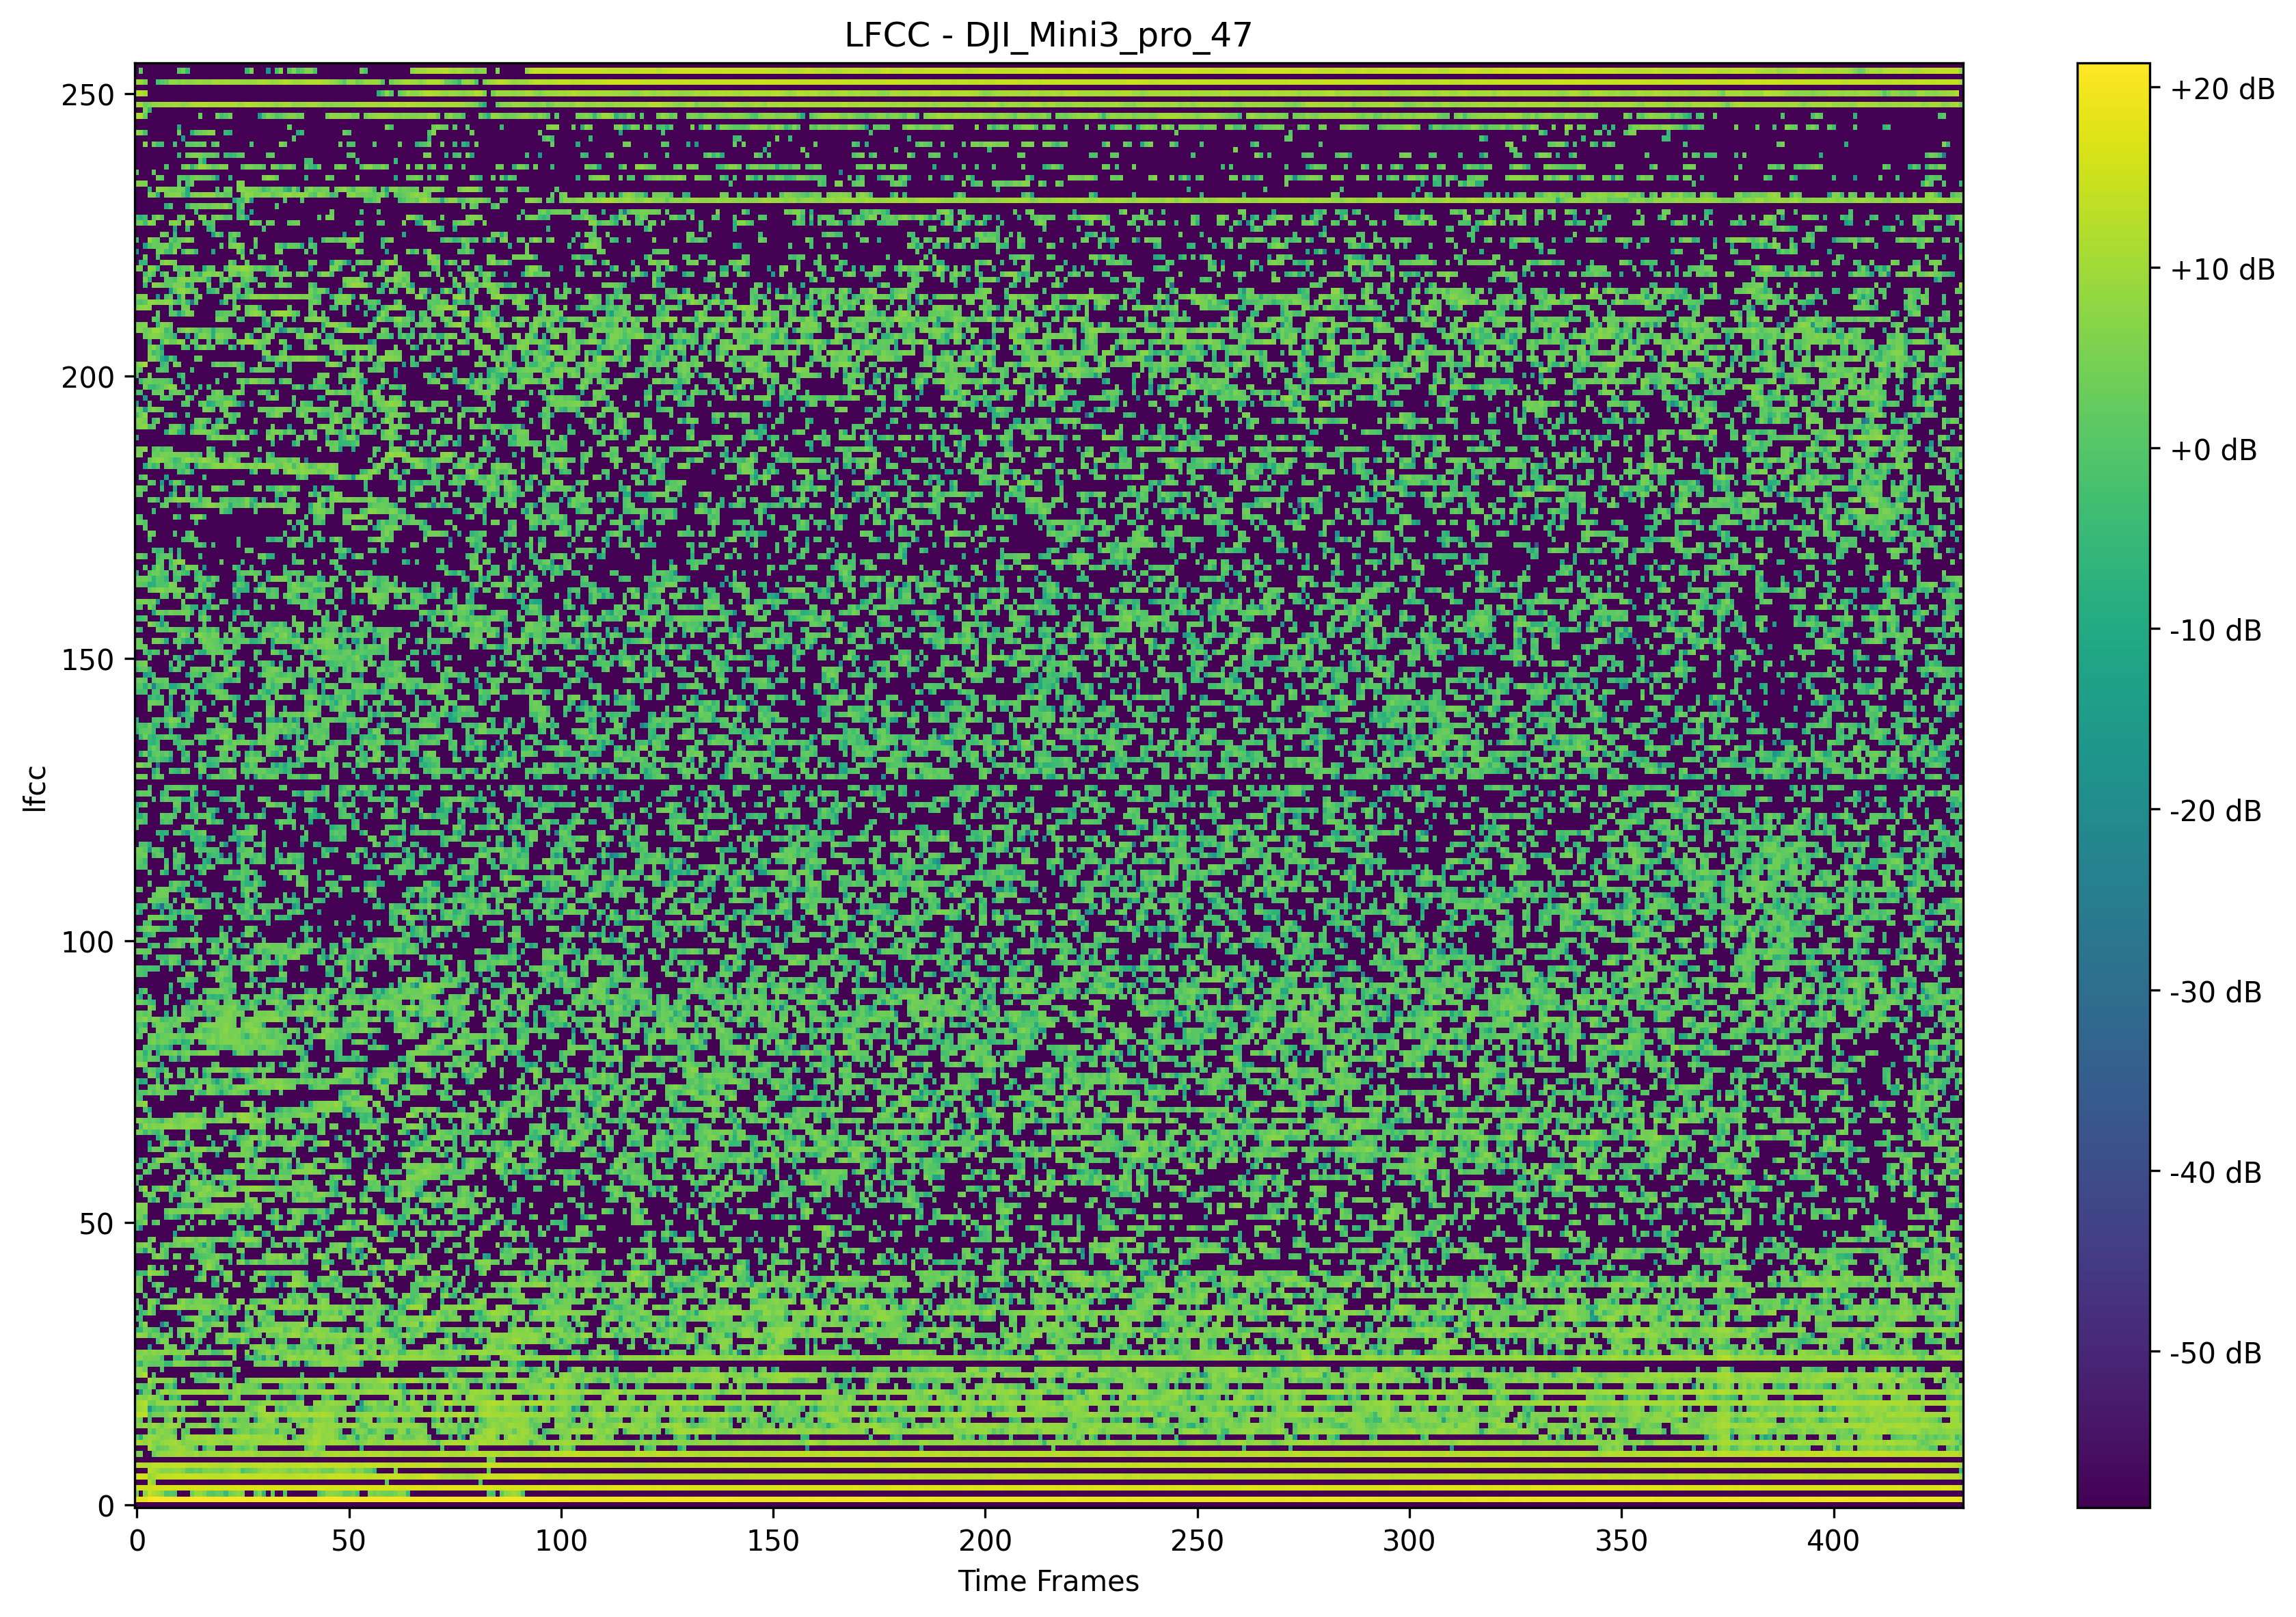 LFCC - DJI_Mini3_pro_47
250
200
150
100
50
0
lfcc
0 50 100 150 200 250 300 350 400
Time Frames
+20 dB
+10 dB
+0 dB
-10 dB
-20 dB
-30 dB
-40 dB
-50 dB